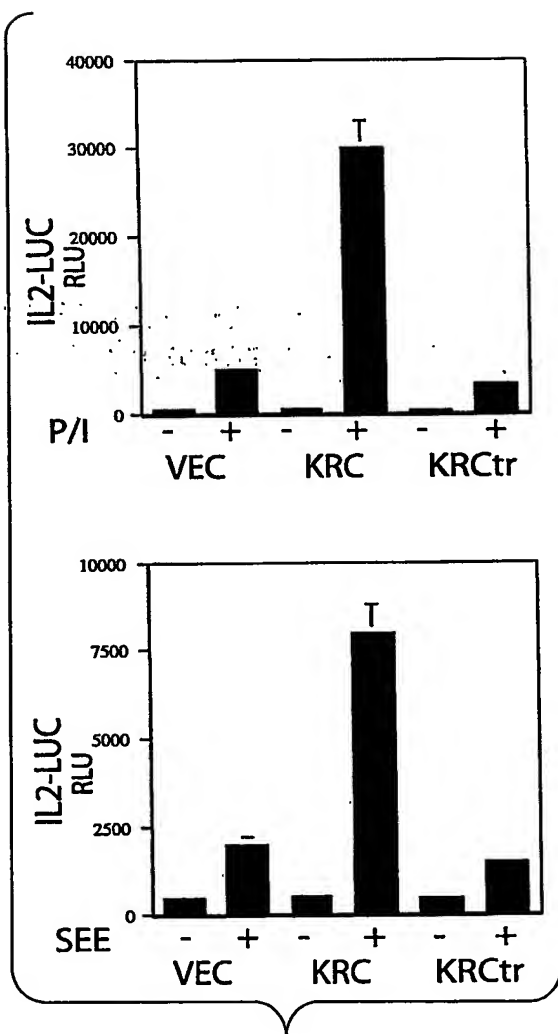 40000
30000
20000
10000
0
IL2-LUC
RLU
P/I - + - + - +
VEC KRC KRCtr
10000
7500
5000
2500
0
IL2-LUC
RLU
SEE - + - + - +
VEC KRC KRCtr